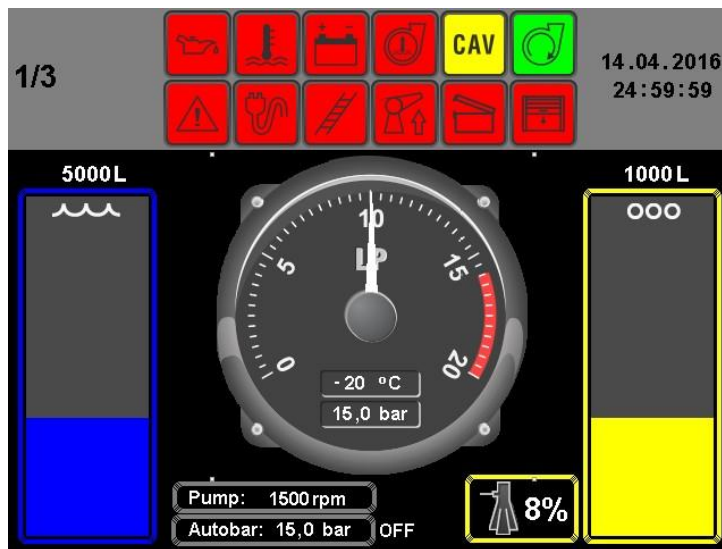 1/3
CAV
14.04.2016
24:59:59
5000L
1000L
0
5
10
15
20
LP
-20 °C
15,0 bar
Pump: 1500rpm
Autobar: 15,0 bar OFF
8%